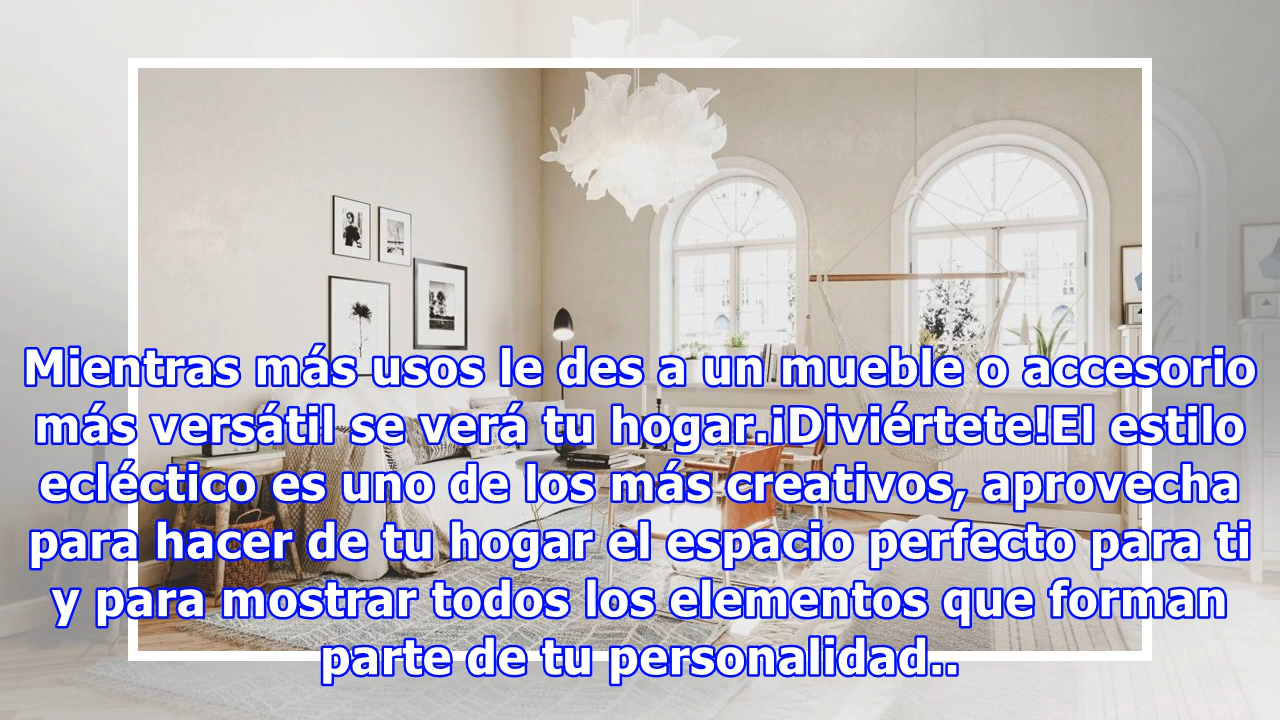 Mientras más usos le des a un mueble o accesorio
más versátil se verá tu hogar.¡Diviértete!El estilo
ecléctico es uno de los más creativos, aprovecha
para hacer de tu hogar el espacio perfecto para ti
y para mostrar todos los elementos que forman
parte de tu personalidad..